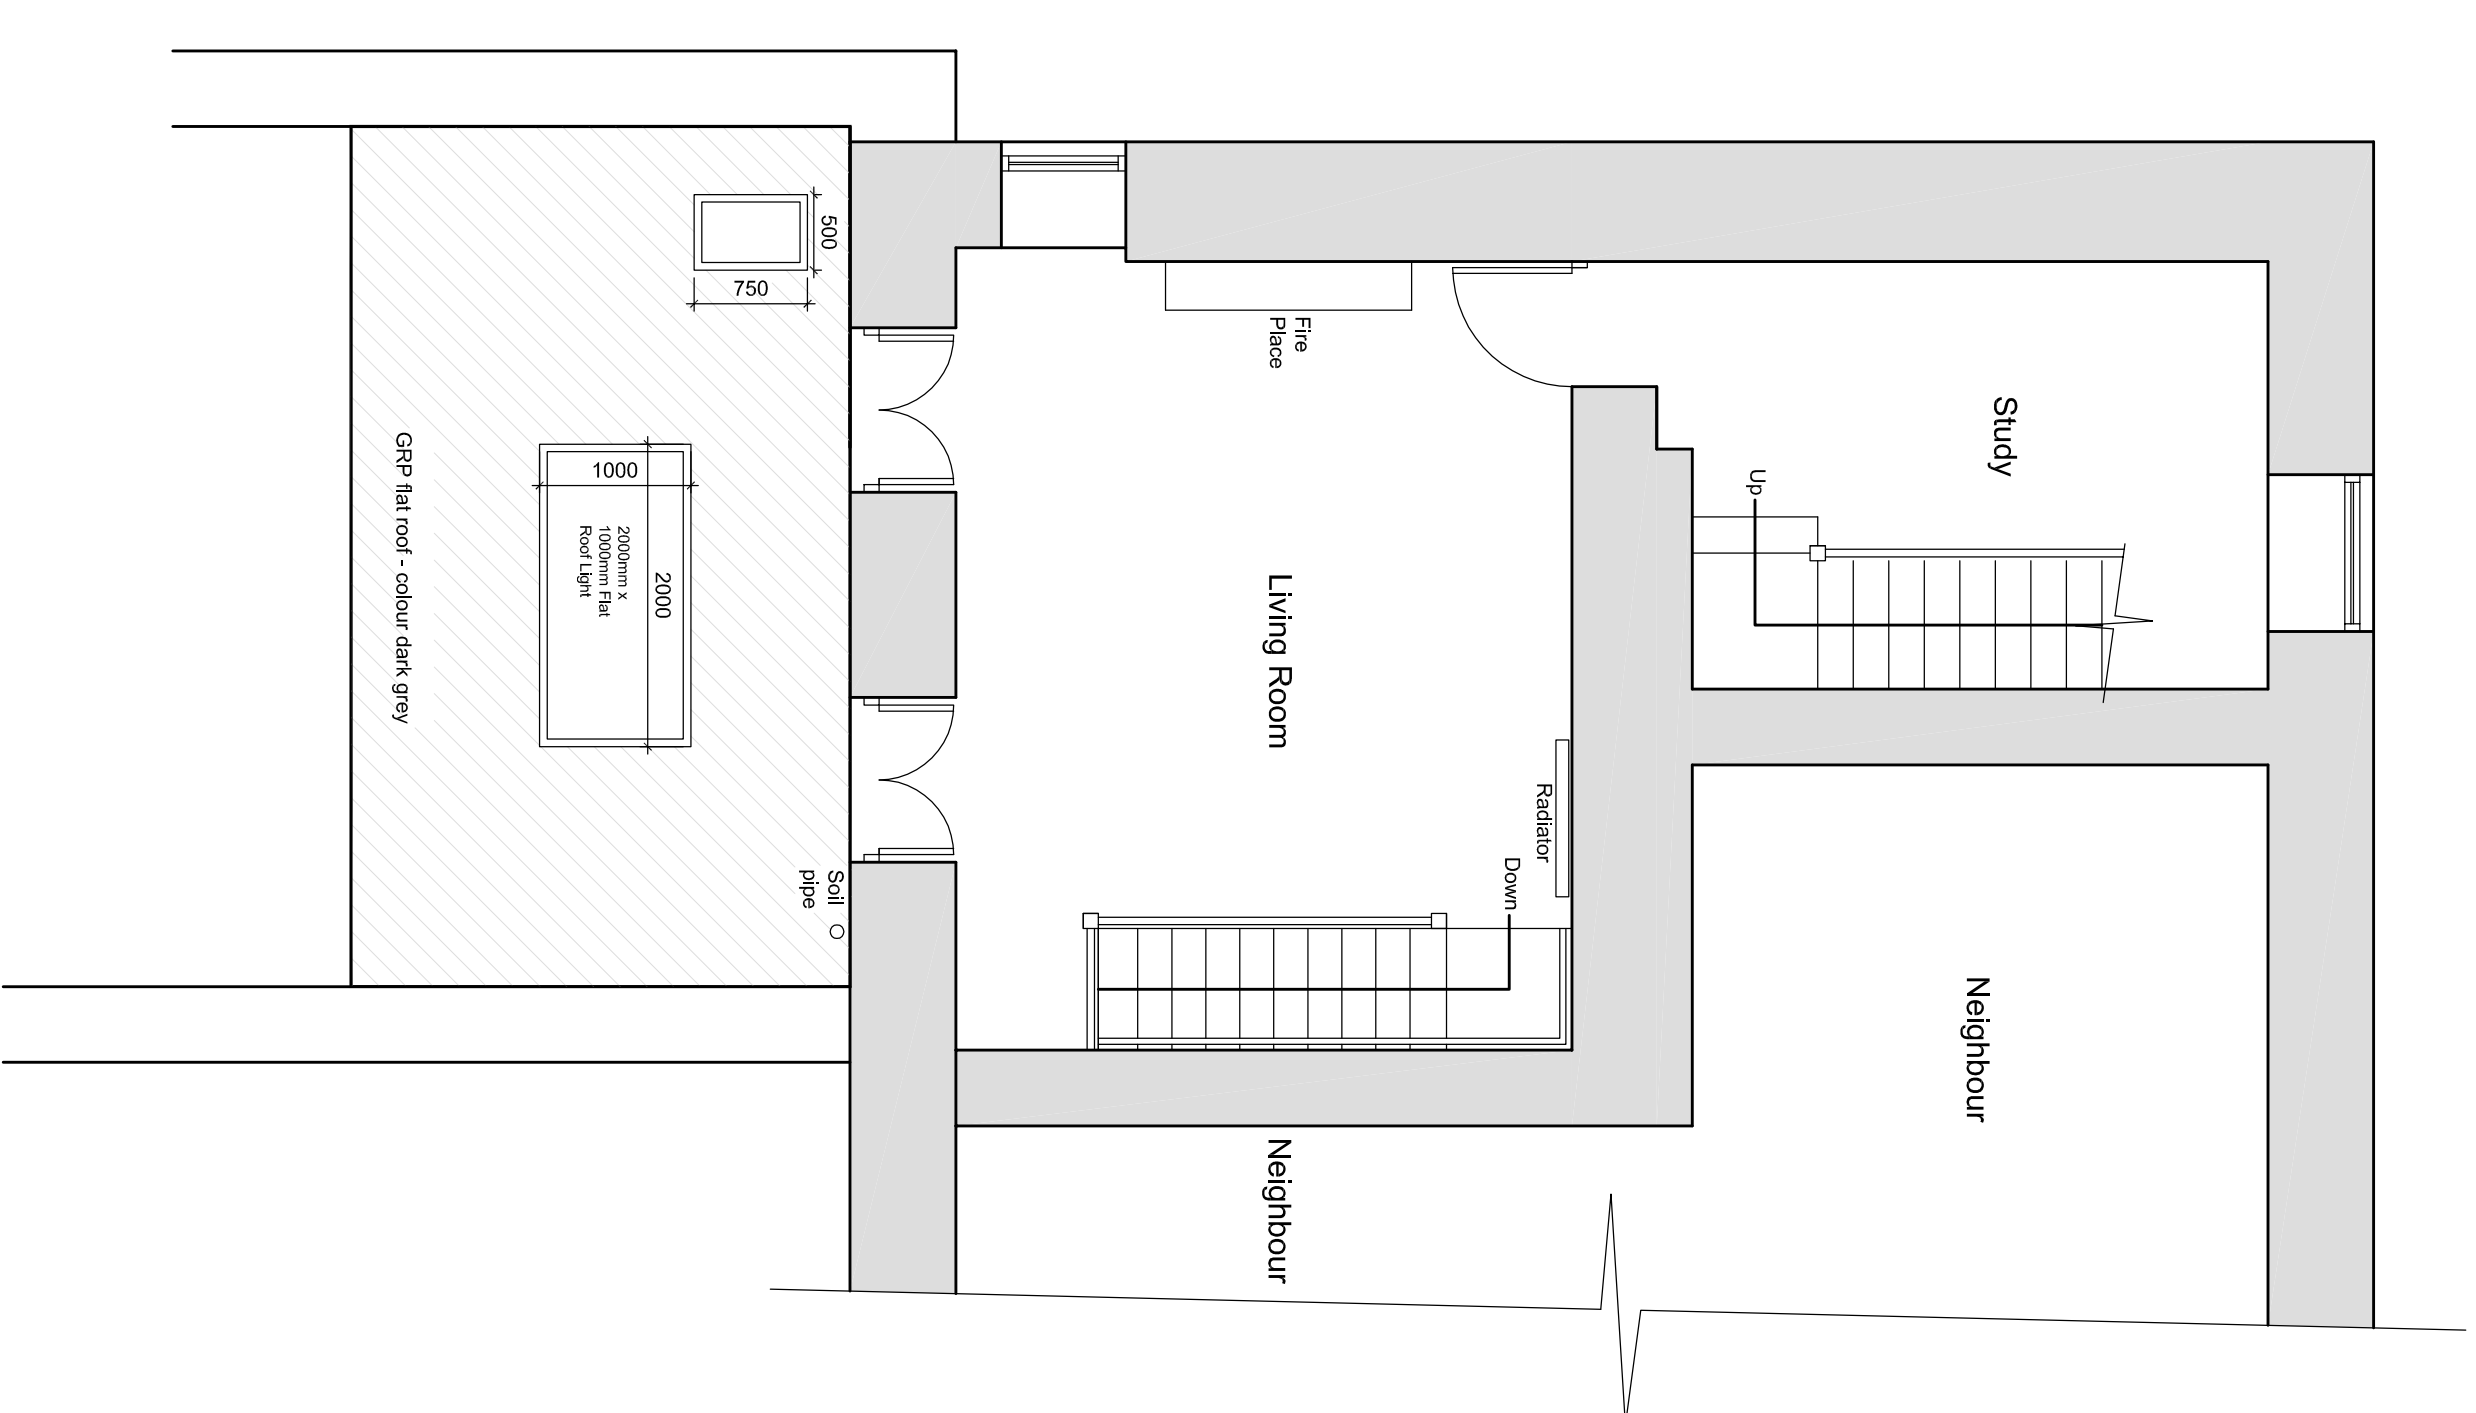 500
750
1000
2000
2000mm x
1000mm Flat
Roof Light
GRP flat roof - colour dark grey
Soil
pipe
Fire
Place
Living Room
Radiator
Down
Study
Up
Neighbour
Neighbour